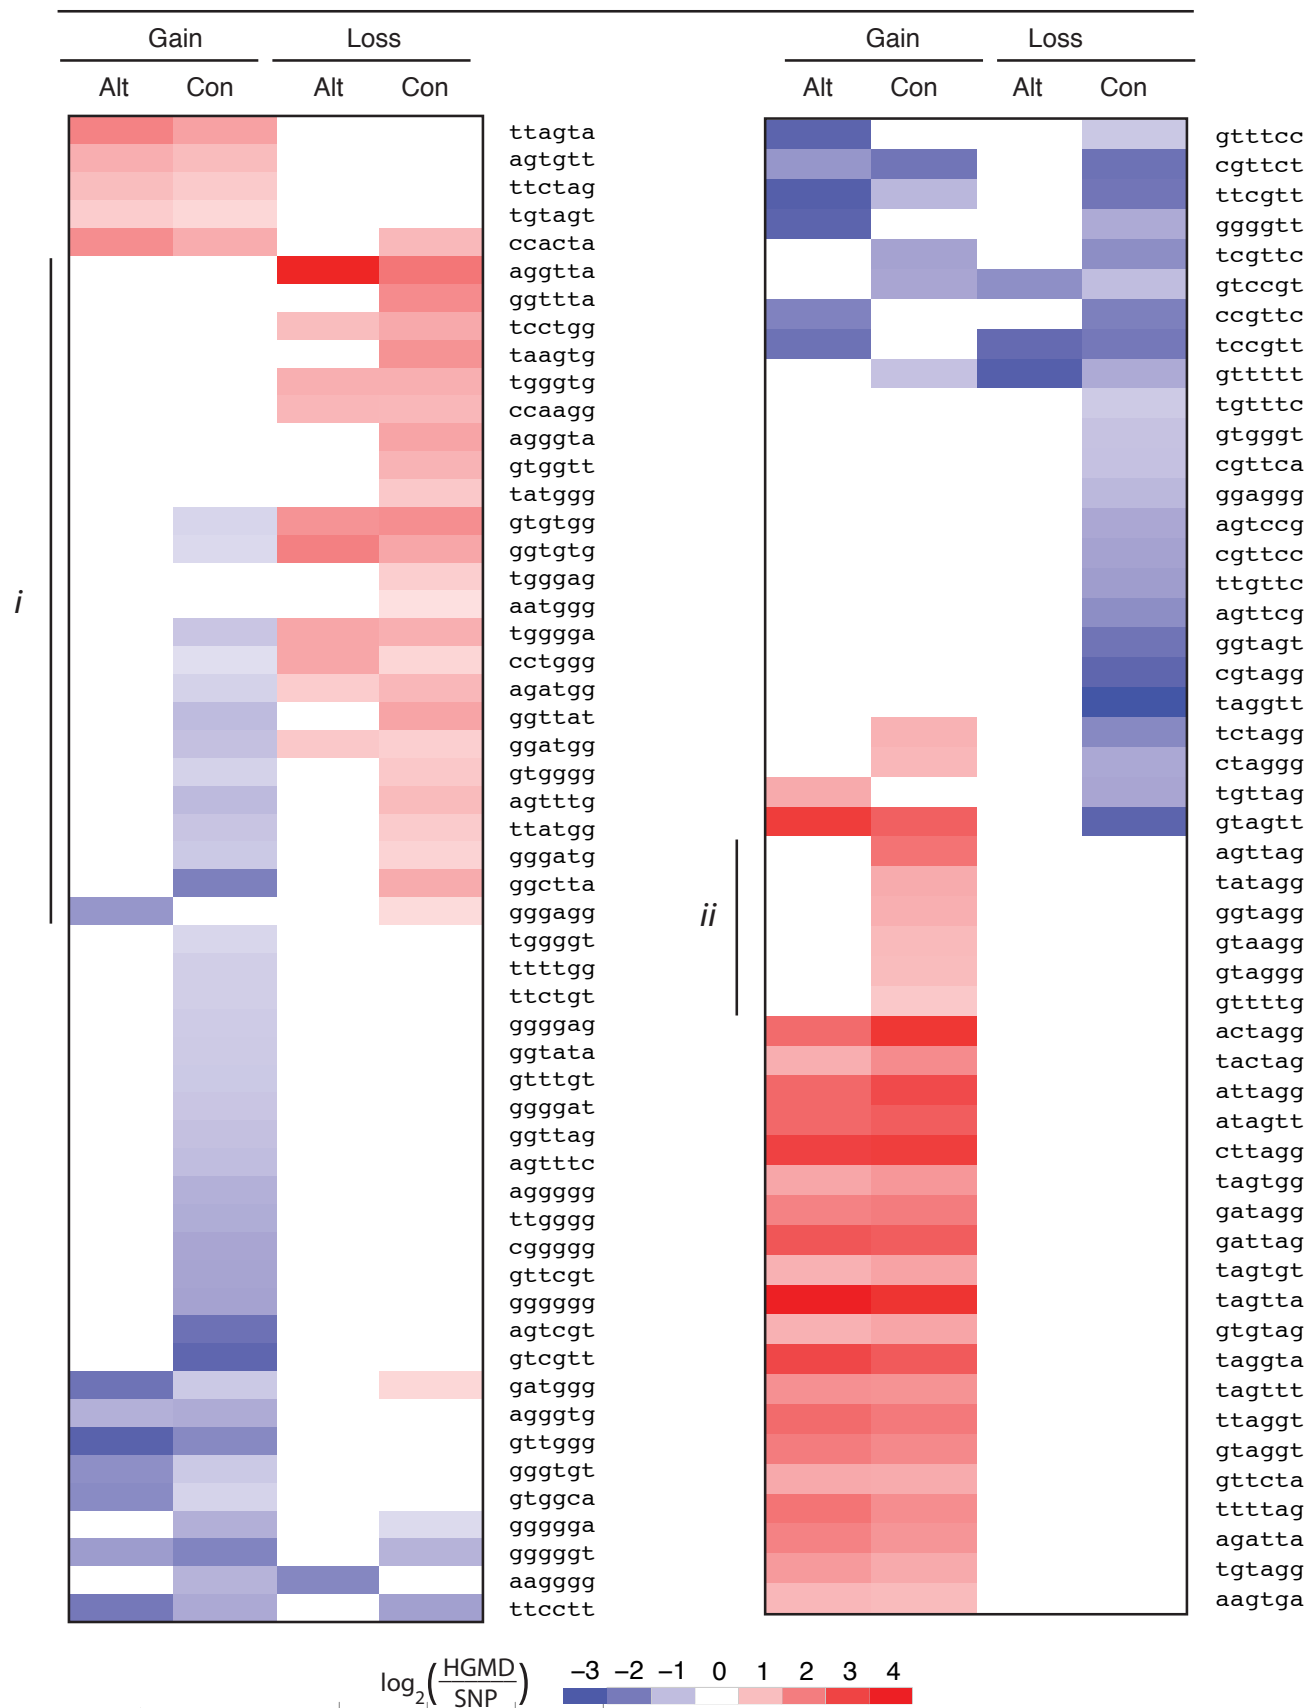 Gain Loss Gain Loss
Alt Con Alt Con Alt Con Alt Con
ttagta
agtgtt
ttctag
tgtagt
ccacta
aggtta
ggttta
tcctgg
taagtg
tgggtg
ccaagg
agggta
gtggtt
tatggg
gtgtgg
ggtgtg
tgggag
aatggg
tgggga
cctggg
agatgg
ggttat
ggatgg
gtgggg
agtttg
ttatgg
gggatg
ggctta
gggagg
tggggt
ttttgg
ttctgt
ggggag
ggtata
gtttgt
ggggat
ggttag
agtttc
aggggg
ttgggg
cggggg
gttcgt
gggggg
agtcgt
gtcgtt
gatggg
agggtg
gttggg
gggtgt
gtggca
 ggggga
gggggt
aagggg
ttcctt
i
gtttcc
cgttct
ttcgtt
ggggtt
tcgttc
gtccgt
ccgttc
tccgtt
gttttt
tgtttc
gtgggt
cgttca
ggaggg
agtccg
cgttcc
ttgttc
agttcg
ggtagt
cgtagg
taggtt
tctagg
ctaggg
tgttag
gtagtt
agttag
tatagg
ggtagg
gtaagg
gtaggg
gttttg
actagg
tactag
attagg
atagtt
cttagg
tagtgg
gatagg
gattag
tagtgt
tagtta
gtgtag
taggta
tagttt
ttaggt
gtaggt
gttcta
ttttag
agatta
tgtagg
aagtga
ii
log2(HGMD/SNP) −3 −2 −1 0 1 2 3 4